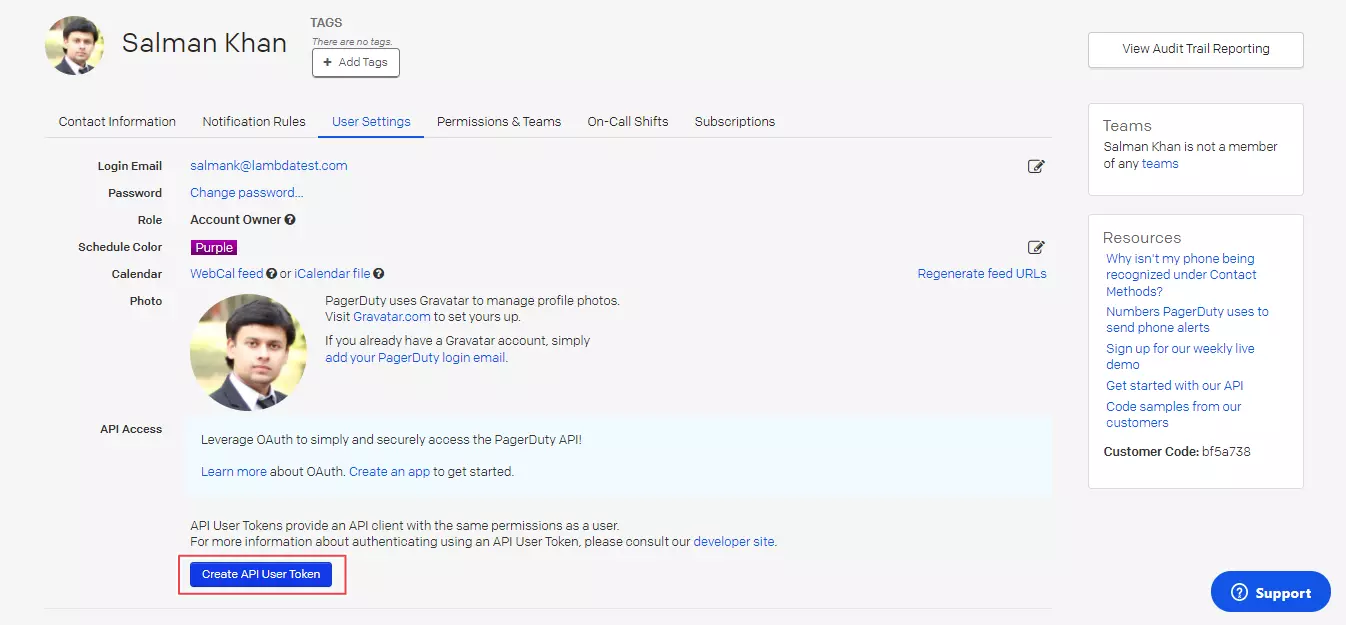 Salman Khan
TAGS
There are no tags.
+ Add Tags
View Audit Trail Reporting
Contact Information
Notification Rules
User Settings
Permissions & Teams
On-Call Shifts
Subscriptions
Login Email
salmank@lambdatest.com
Password
Change password...
Role
Account Owner
Schedule Color
Purple
Calendar
WebCal feed ? or iCalendar file ?
Regenerate feed URLs
Photo
PagerDuty uses Gravatar to manage profile photos.
Visit Gravatar.com to set yours up.
If you already have a Gravatar account, simply
add your PagerDuty login email.
API Access
Leverage OAuth to simply and securely access the PagerDuty API!
Learn more about OAuth. Create an app to get started.
API User Tokens provide an API client with the same permissions as a user.
For more information about authenticating using an API User Token, please consult our developer site.
Create API User Token
Teams
Salman Khan is not a member
of any teams
Resources
Why isn't my phone being
recognized under Contact
Methods?
Numbers PagerDuty uses to
send phone alerts
Sign up for our weekly live
demo
Get started with our API
Code samples from our
customers
Customer Code: bf5a738
Support